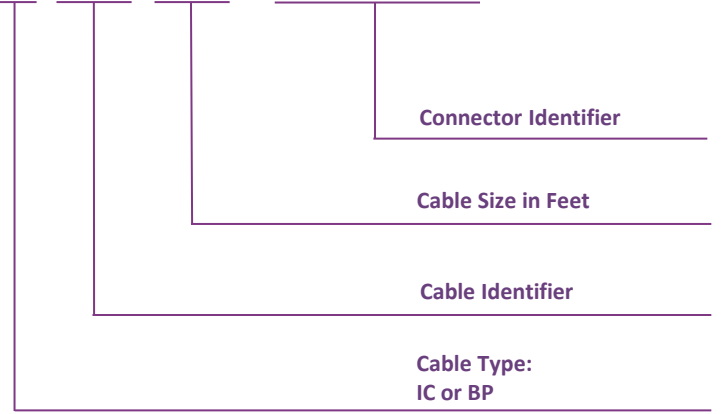 Connector Identifier
Cable Size in Feet
Cable Identifier
Cable Type:
IC or BP